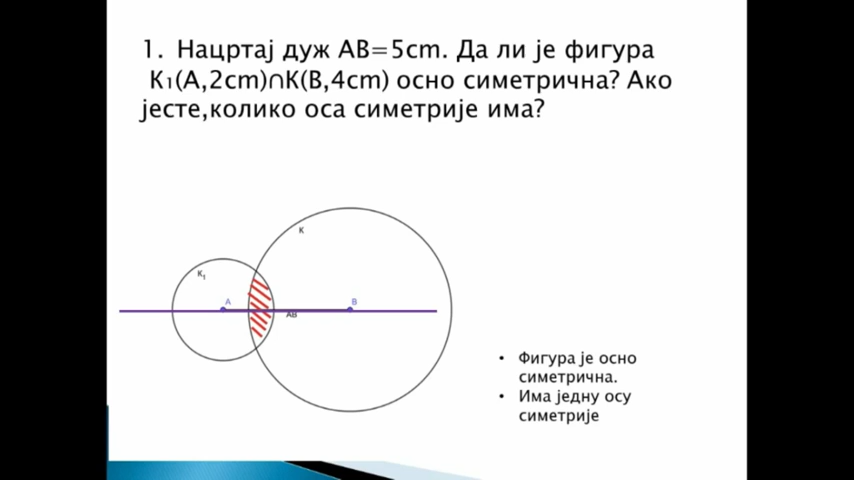 1. Нацртај дуж AB=5cm. Да ли је фигура
K₁(A,2cm)∩K(B,4cm) осно симетрична? Ако
јесте,колико оса симетрије има?
K
K₁
A
B
AB
• Фигура је осно
симетрична.
• Има једну осу
симетрије